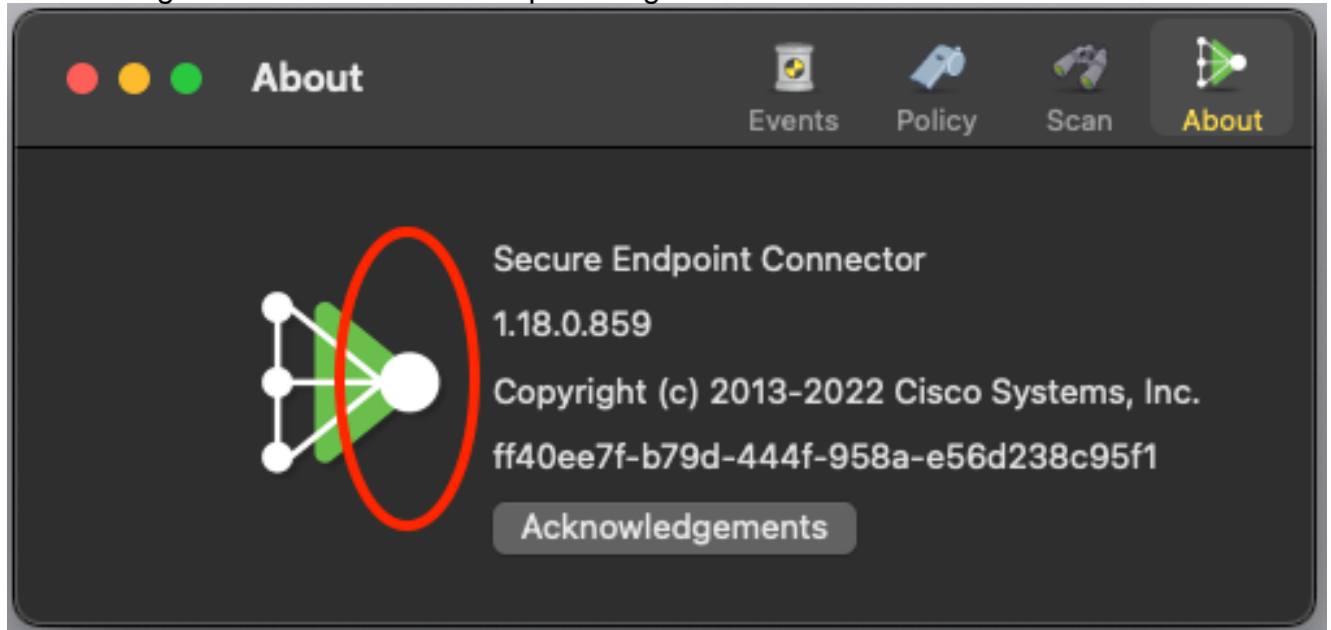 About
Events Policy Scan About
Secure Endpoint Connector
1.18.0.859
Copyright (c) 2013-2022 Cisco Systems, Inc.
ff40ee7f-b79d-444f-958a-e56d238c95f1
Acknowledgements